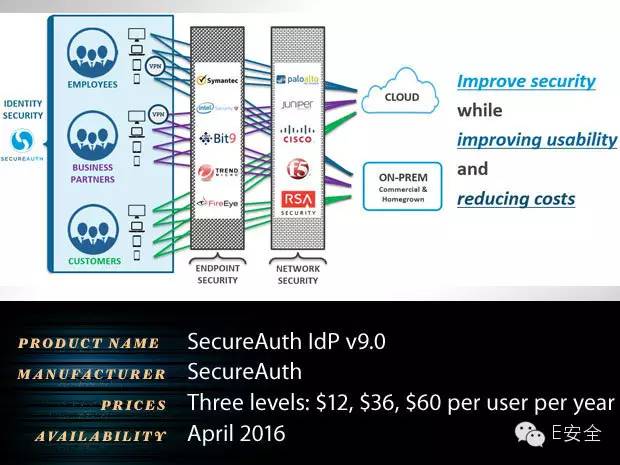 IDENTITY
SECURITY
SECUREAUTH
EMPLOYEES
VPN
BUSINESS
PARTNERS
VPN
CUSTOMERS
Symantec
intel Security
Bit9
TREND
MICRO
FireEye
ENDPOINT
SECURITY
paloalto
NETWORKS
JUNIPER
NETWORKS
CISCO
f5
RSA
SECURITY
NETWORK
SECURITY
CLOUD
ON-PREM
Commercial &
Homegrown
Improve security
while
improving usability
and
reducing costs
PRODUCT NAME SecureAuth IdP v9.0
MANUFACTURER SecureAuth
PRICES Three levels: $12, $36, $60 per user per year
AVAILABILITY April 2016
E安全